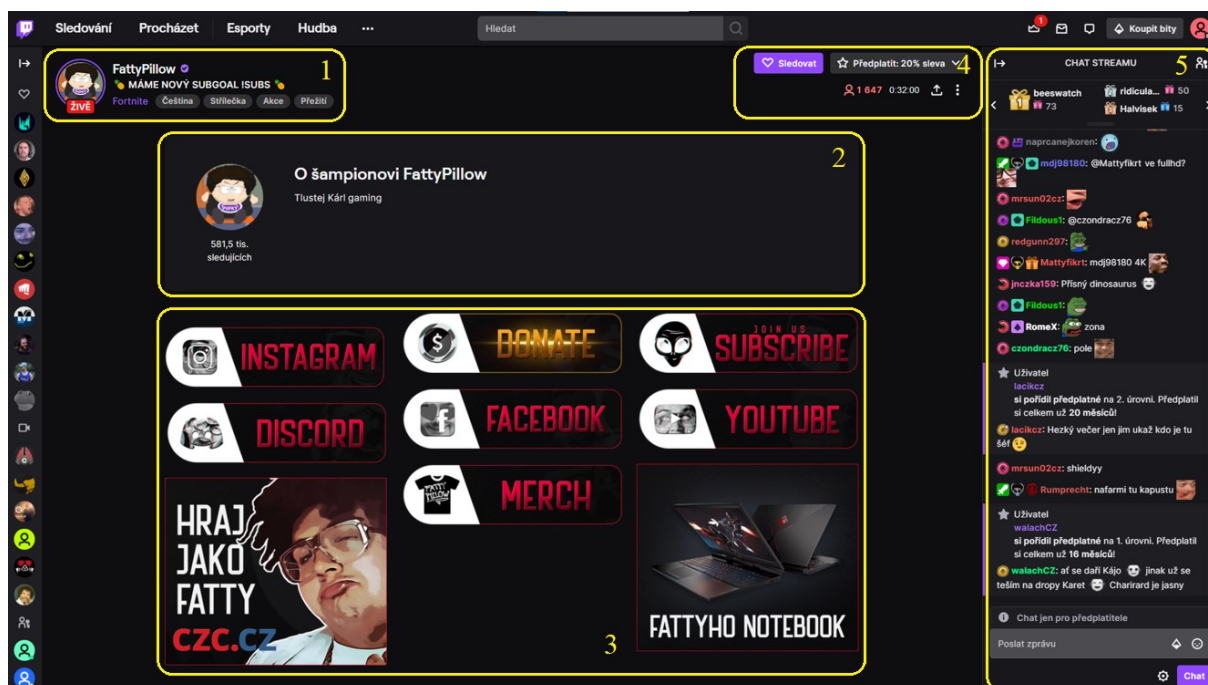 Sledování Procházet Esporty Hudba Hledat 1 Koupit bity
FattyPillow
MÁME NOVÝ SUBGOAL !SUBS
Fortnite Čeština Střílečka Akce Přežití
ŽIVĚ
1
Sledovat Předplatit: 20% sleva
1 647 0:32:00
4
O šampionovi FattyPillow
Tlustej Kárl gaming
581,5 tis.
sledujících
2
INSTAGRAM
DONATE
JOIN US
SUBSCRIBE
DISCORD
FACEBOOK
YOUTUBE
FATTY
PILLOW
MERCH
HRAJ
JAKO
FATTY
CZC.CZ
FATTYHO NOTEBOOK
3
CHAT STREAMU
5
1 beeswatch
73
ridicula... 50
Halvisek 15
naprcanejkoren:
mdj98180: @Mattyfikrt ve fullhd?
mrsun02cz:
Fildous1: @czondracz76
redgunn297:
Mattyfikrt: mdj98180 4K
jnczka159: Přísný dinosaurus
Fildous1:
RomeX: zona
czondracz76: pole
Uživatel
lacikcz
si pořídil předplatné na 2. úrovni. Předplatil
si celkem už 20 měsíců!
lacikcz: Hezký večer jen jim ukaž kdo je tu
šéf
mrsun02cz: shieldyy
Rumprecht: nafarmi tu kapustu
Uživatel
walachCZ
si pořídil předplatné na 1. úrovni. Předplatil
si celkem už 16 měsíců!
walachCZ: ať se daří Kájo jinak už se
teším na dropy Karet Charirard je jasny
Chat jen pro předplatitele
Poslat zprávu
Chat